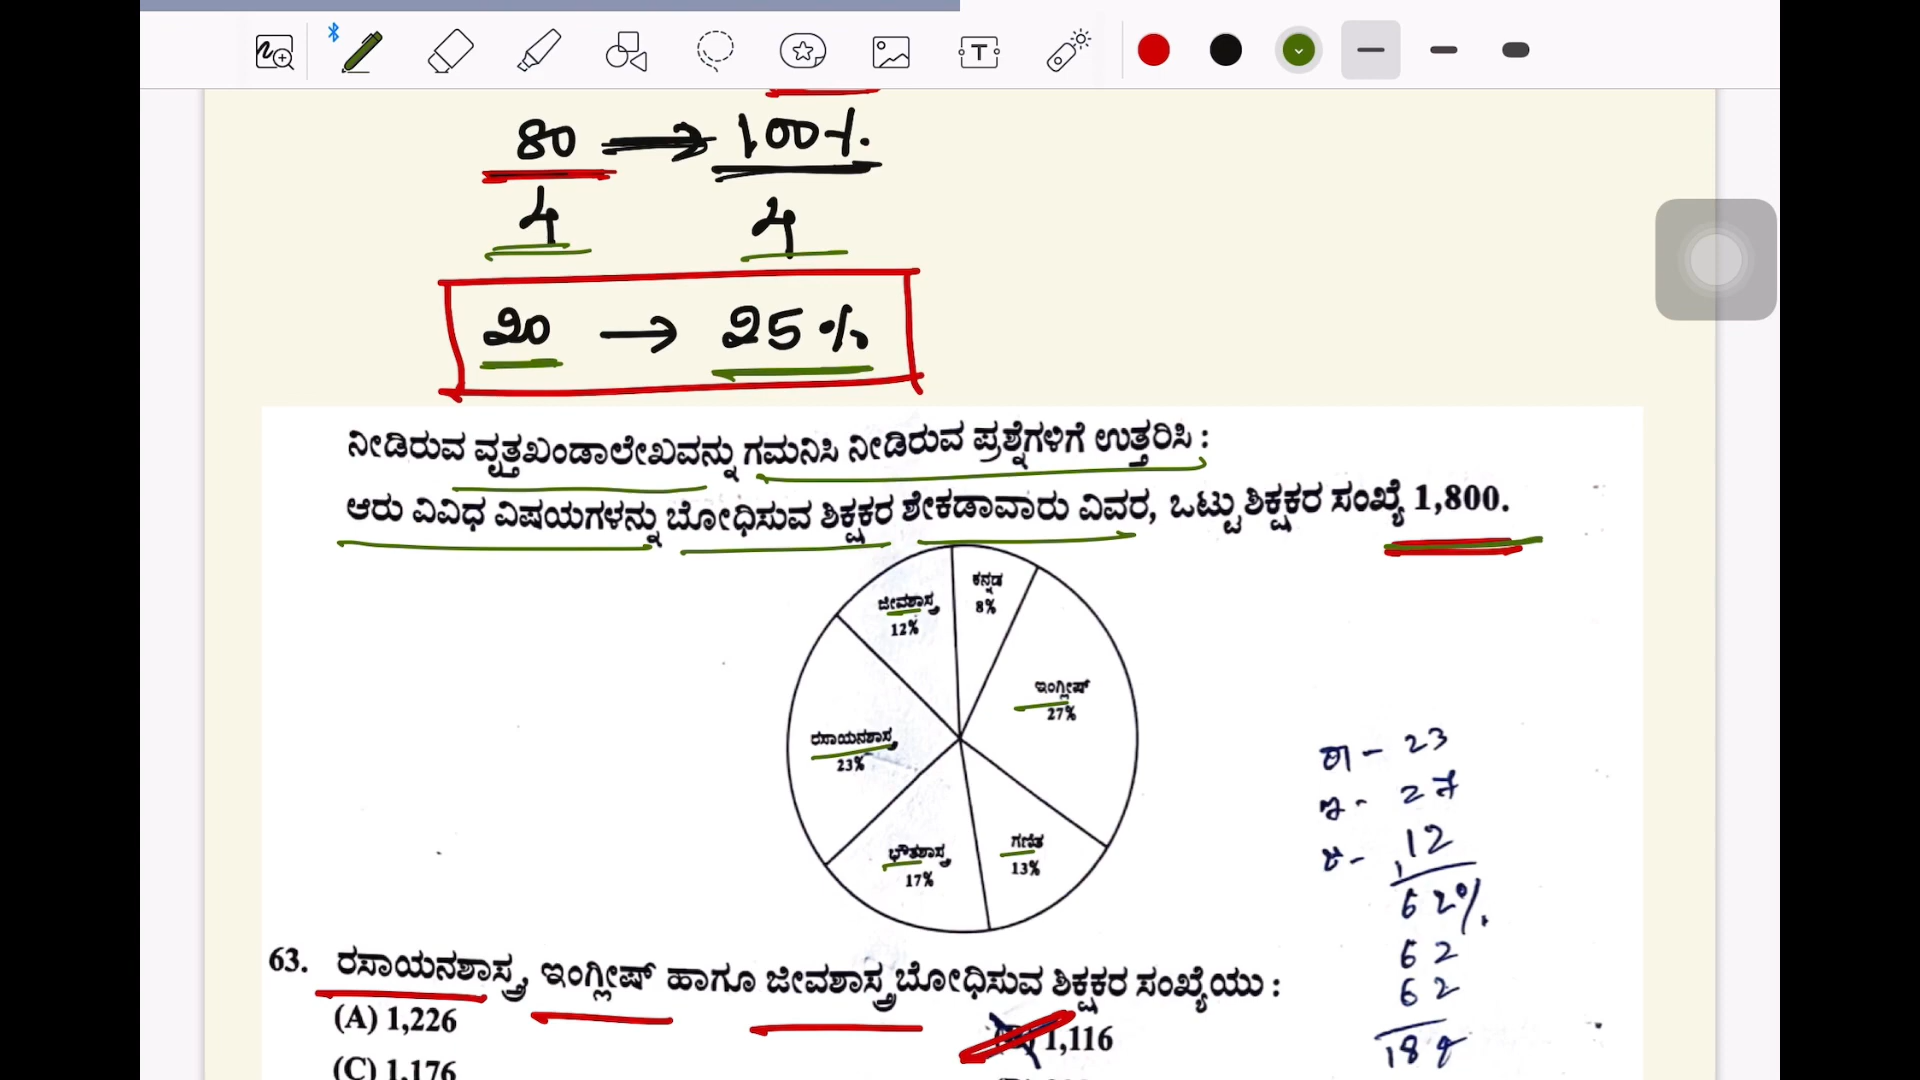 80 → 100%
4 4
20 → 25%
ನೀಡಿರುವ ವೃತ್ತಖಂಡಾಲೇಖವನ್ನು ಗಮನಿಸಿ ನೀಡಿರುವ ಪ್ರಶ್ನೆಗಳಿಗೆ ಉತ್ತರಿಸಿ :
ಆರು ವಿವಿಧ ವಿಷಯಗಳನ್ನು ಬೋಧಿಸುವ ಶಿಕ್ಷಕರ ಶೇಕಡಾವಾರು ವಿವರ, ಒಟ್ಟು ಶಿಕ್ಷಕರ ಸಂಖ್ಯೆ 1,800.
ಕನ್ನಡ
8%
ಜೀವಶಾಸ್ತ್ರ
12%
ಇಂಗ್ಲೀಷ್
27%
ರಸಾಯನಶಾಸ್ತ್ರ
23%
ಭೌತಶಾಸ್ತ್ರ
17%
ಗಣಿತ
13%
- 23
- 27
- 12
62%.
62
62
63. ರಸಾಯನಶಾಸ್ತ್ರ, ಇಂಗ್ಲೀಷ್ ಹಾಗೂ ಜೀವಶಾಸ್ತ್ರ ಬೋಧಿಸುವ ಶಿಕ್ಷಕರ ಸಂಖ್ಯೆಯು :
(A) 1,226
1,116
(C) 1,176